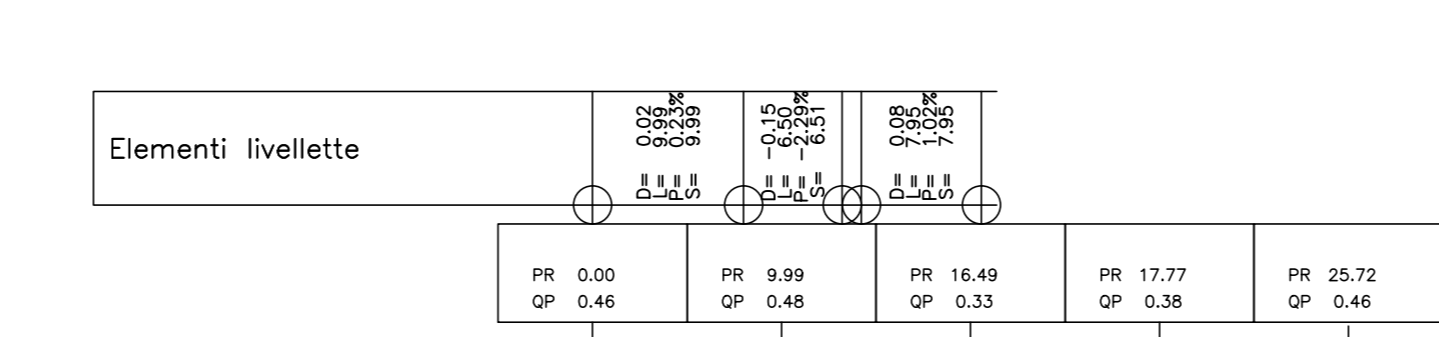 Elementi livellette
D= 0.02
L= 9.99
P= 0.23%
S= 9.99
D= -0.15
L= 6.50
P= -2.29%
S= 6.51
D= 0.08
L= 7.95
P= 1.02%
S= 7.95
PR 0.00
QP 0.46
PR 9.99
QP 0.48
PR 16.49
QP 0.33
PR 17.77
QP 0.38
PR 25.72
QP 0.46